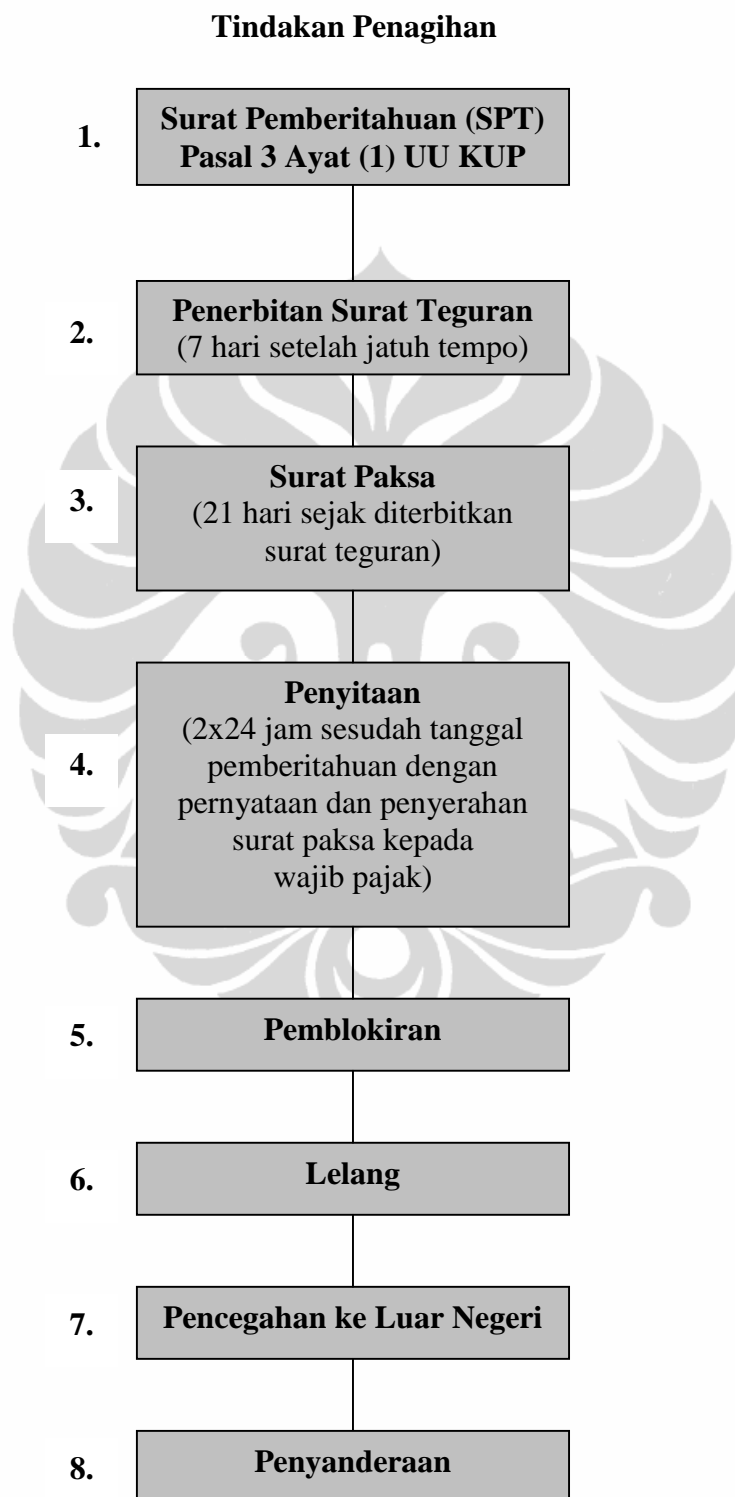 Tindakan Penagihan
1.
Surat Pemberitahuan (SPT)
Pasal 3 Ayat (1) UU KUP
2.
Penerbitan Surat Teguran
(7 hari setelah jatuh tempo)
3.
Surat Paksa
(21 hari sejak diterbitkan
surat teguran)
4.
Penyitaan
(2x24 jam sesudah tanggal
pemberitahuan dengan
pernyataan dan penyerahan
surat paksa kepada
wajib pajak)
5.
Pemblokiran
6.
Lelang
7.
Pencegahan ke Luar Negeri
8.
Penyanderaan